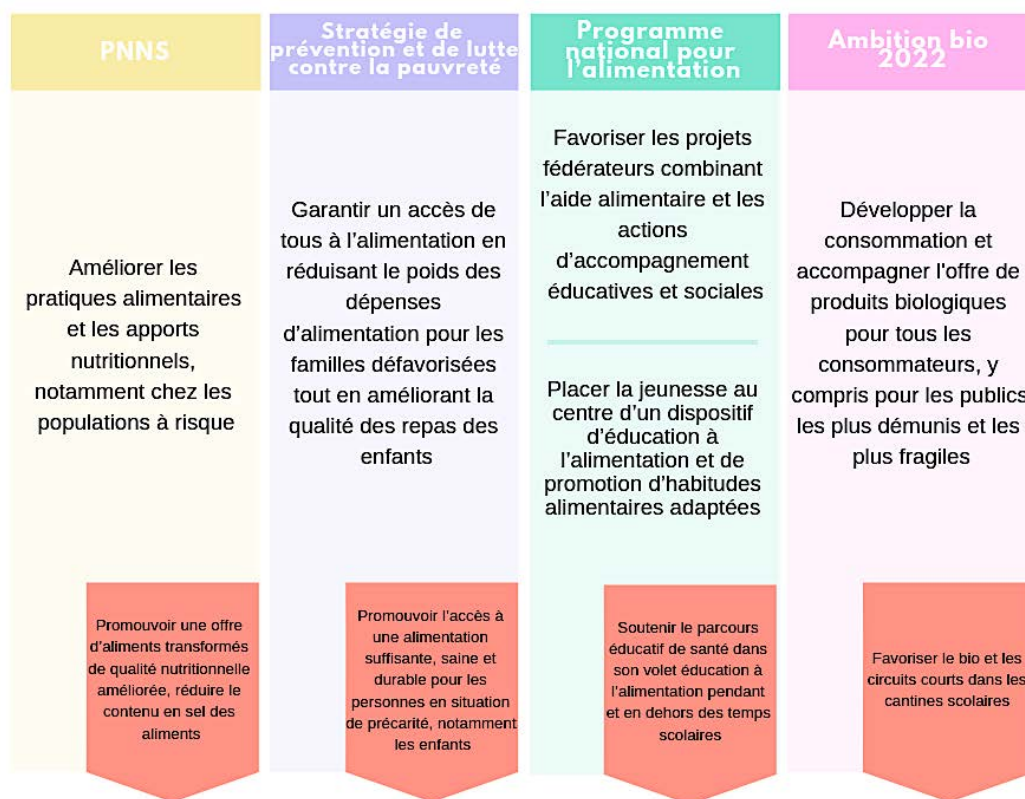 PNNS
Améliorer les
pratiques alimentaires
et les apports
nutritionnels,
notamment chez les
populations à risque
Promouvoir une offre
d'aliments transformés
de qualité nutritionnelle
améliorée, réduire le
contenu en sel des
aliments
Stratégie de
prévention et de lutte
contre la pauvreté
Garantir un accès de
tous à l'alimentation en
réduisant le poids des
dépenses
d'alimentation pour les
familles défavorisées
tout en améliorant la
qualité des repas des
enfants
Promouvoir l'accès à
une alimentation
suffisante, saine et
durable pour les
personnes en situation
de précarité, notamment
les enfants
Programme
national pour
l'alimentation
Favoriser les projets
fédérateurs combinant
l'aide alimentaire et les
actions
d'accompagnement
éducatives et sociales
Placer la jeunesse au
centre d'un dispositif
d'éducation à
l'alimentation et de
promotion d'habitudes
alimentaires adaptées
Soutenir le parcours
éducatif de santé dans
son volet éducation à
l'alimentation pendant
et en dehors des temps
scolaires
Ambition bio
2022
Développer la
consommation et
accompagner l'offre de
produits biologiques
pour tous les
consommateurs, y
compris pour les publics
les plus démunis et les
plus fragiles
Favoriser le bio et les
circuits courts dans les
cantines scolaires